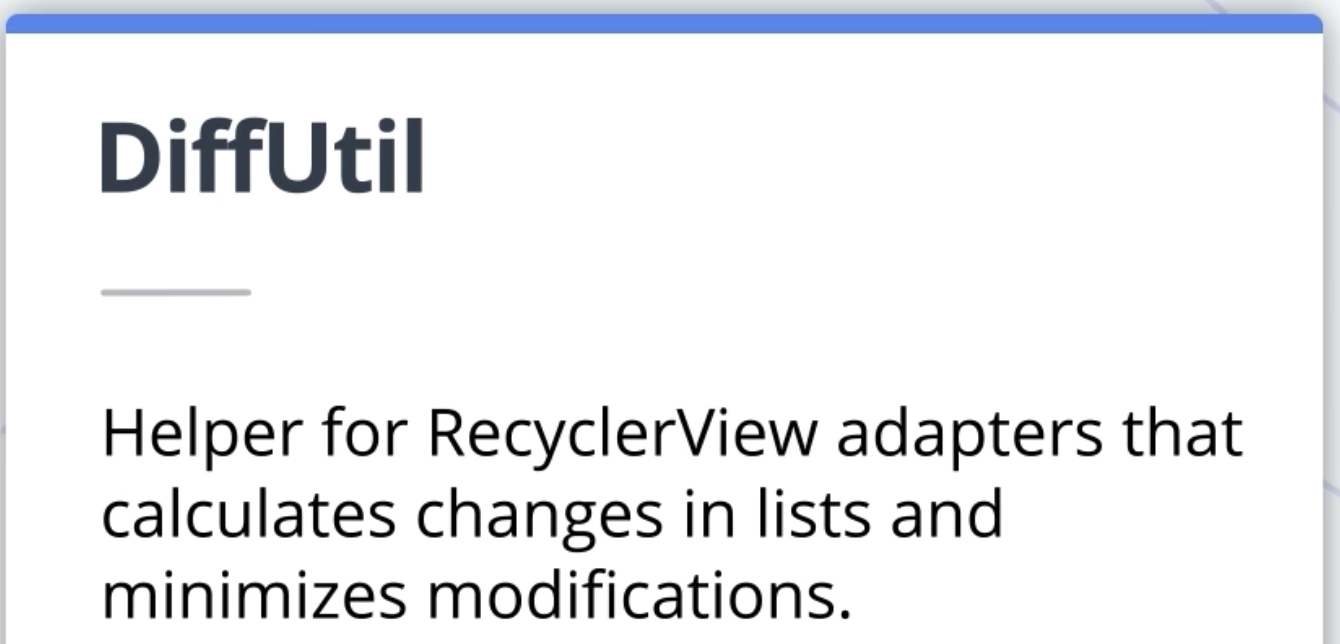 DiffUtil
Helper for RecyclerView adapters that
calculates changes in lists and
minimizes modifications.